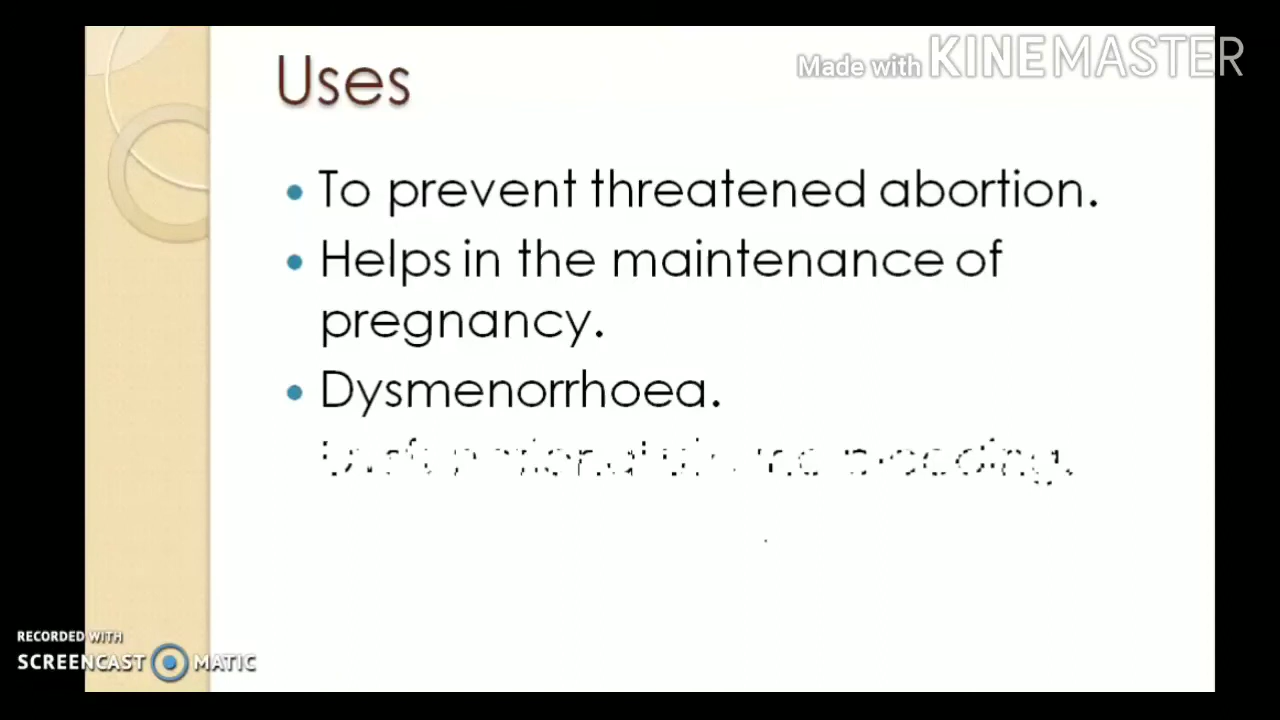 Uses
Made with KINEMASTER
• To prevent threatened abortion.
• Helps in the maintenance of
pregnancy.
• Dysmenorrhoea.
RECORDED WITH
SCREENCAST MATIC